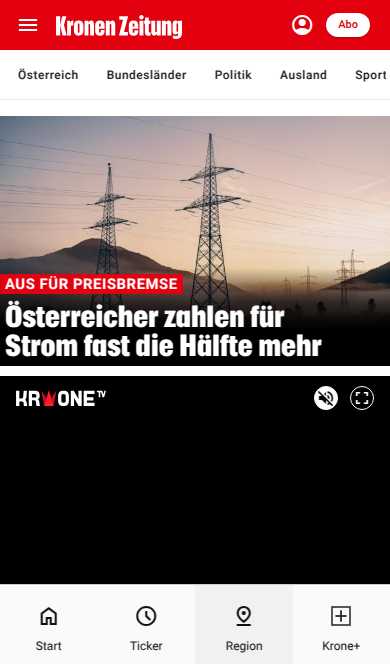 Kronen Zeitung
Abo
Österreich Bundesländer Politik Ausland Sport
AUS FÜR PREISBREMSE
Österreicher zahlen für
Strom fast die Hälfte mehr
KRONE TV
Start Ticker Region Krone+